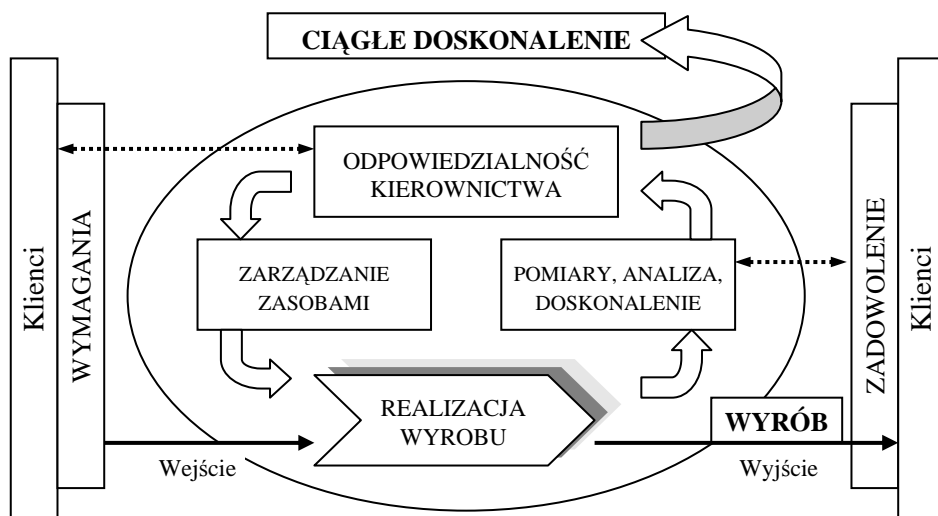 CIĄGŁE DOSKONALENIE
Klienci
WYMAGANIA
ODPOWIEDZIALNOŚĆ
KIEROWNICTWA
ZARZĄDZANIE
ZASOBAMI
POMIARY, ANALIZA,
DOSKONALENIE
REALIZACJA
WYROBU
WYRÓB
Wejście
Wyjście
ZADOWOLENIE
Klienci